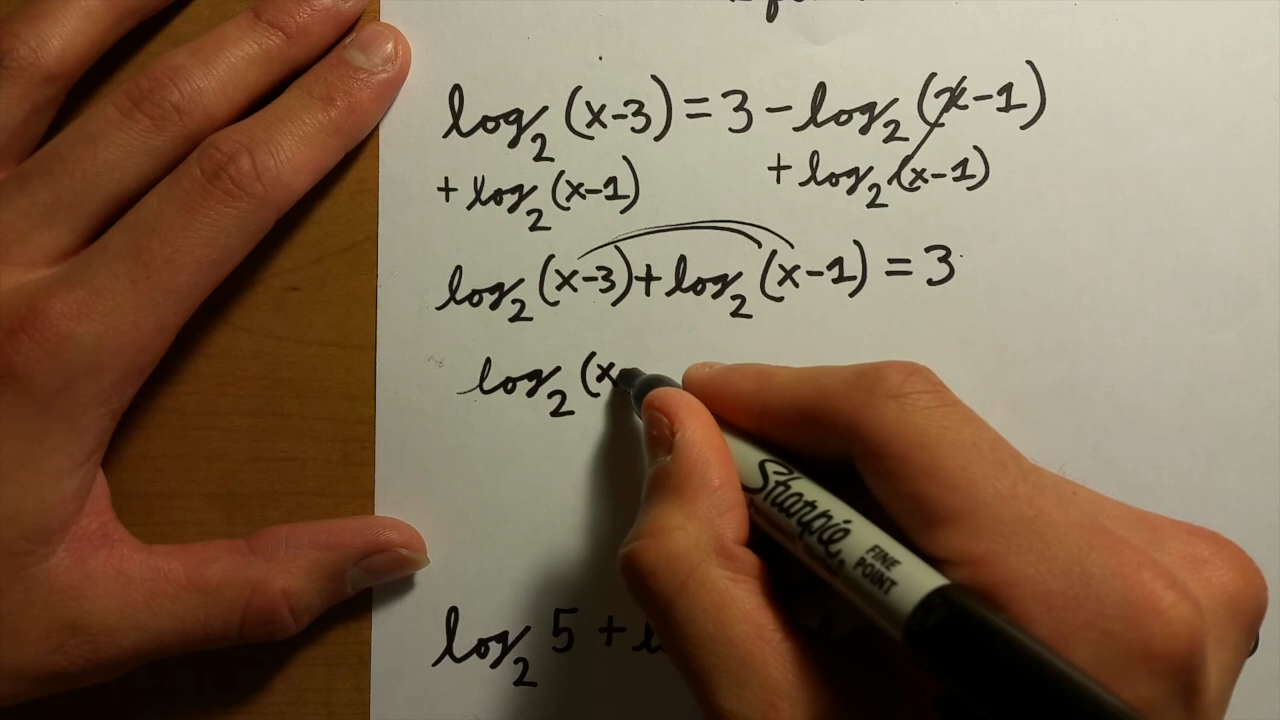 log₂(x-3) = 3 - log₂(x-1)
+ log₂(x-1) + log₂(x-1)
log₂(x-3) + log₂(x-1) = 3
log₂(x
Sharpie.
FINE
POINT
log₂ 5 +